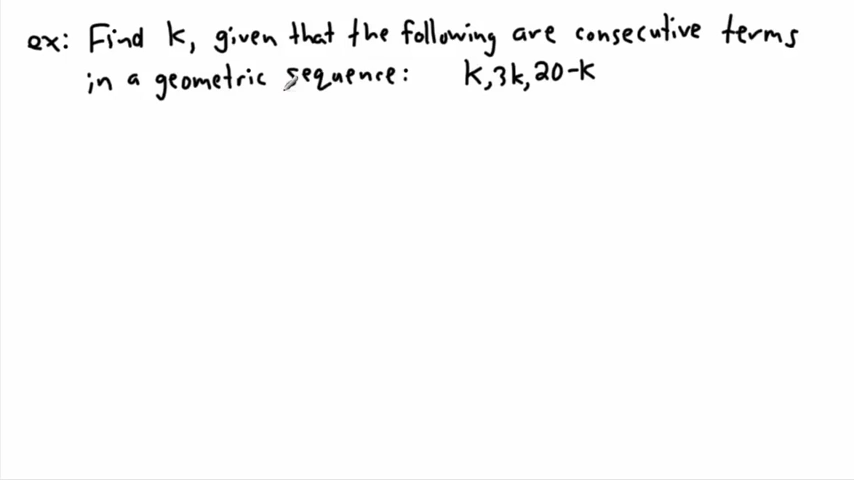 ex: Find k, given that the following are consecutive terms
in a geometric sequence: k, 3k, 20-k